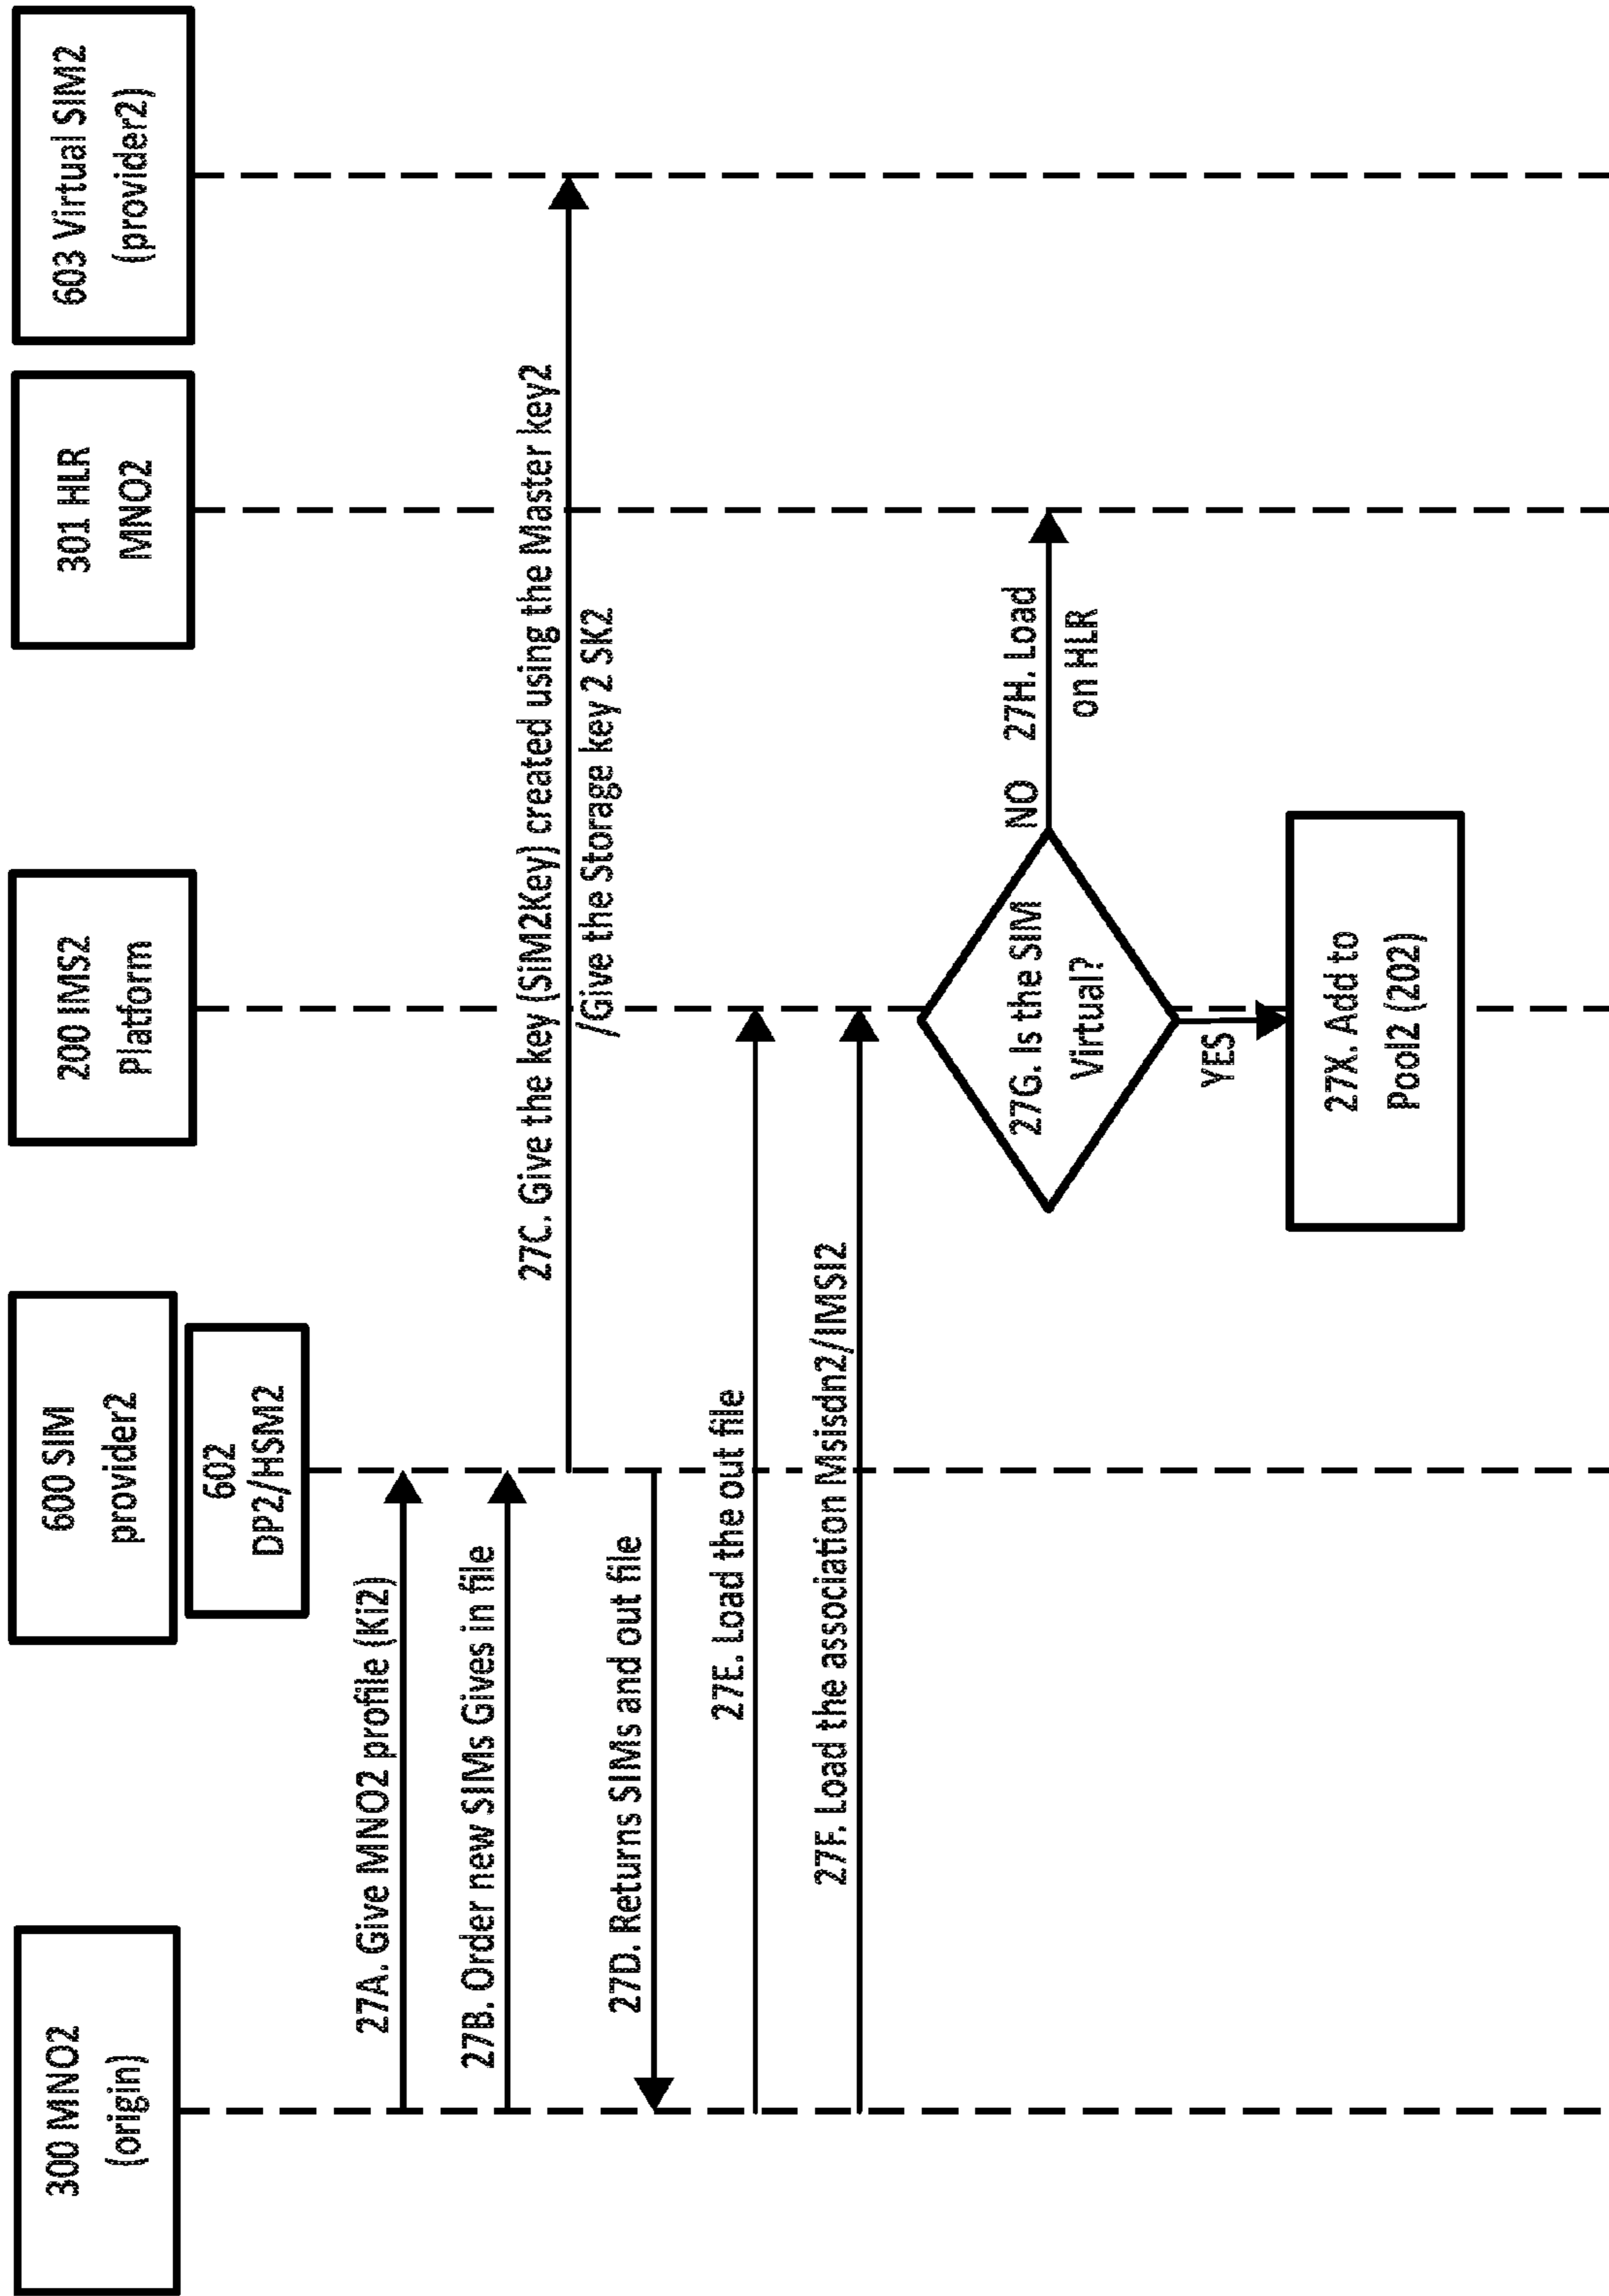 300 MNO2
(origin)
600 SIM
provider2
602
DP2/HSM2
200 IMS2
Platform
301 HLR
MNO2
603 Virtual SIM2
(provider2)
27A. Give MNO2 profile (Ki2)
27B. Order new SIMs Gives in file
27C. Give the key (SiM2Key) created using the Master key2
/Give the Storage key 2 SK2
27D. Returns SIMs and out file
27E. Load the out file
27F. Load the association Msisdn2/IMSI2
27G. Is the SIM
Virtual?
NO
27H. Load
on HLR
YES
27X. Add to
Pool2 (202)